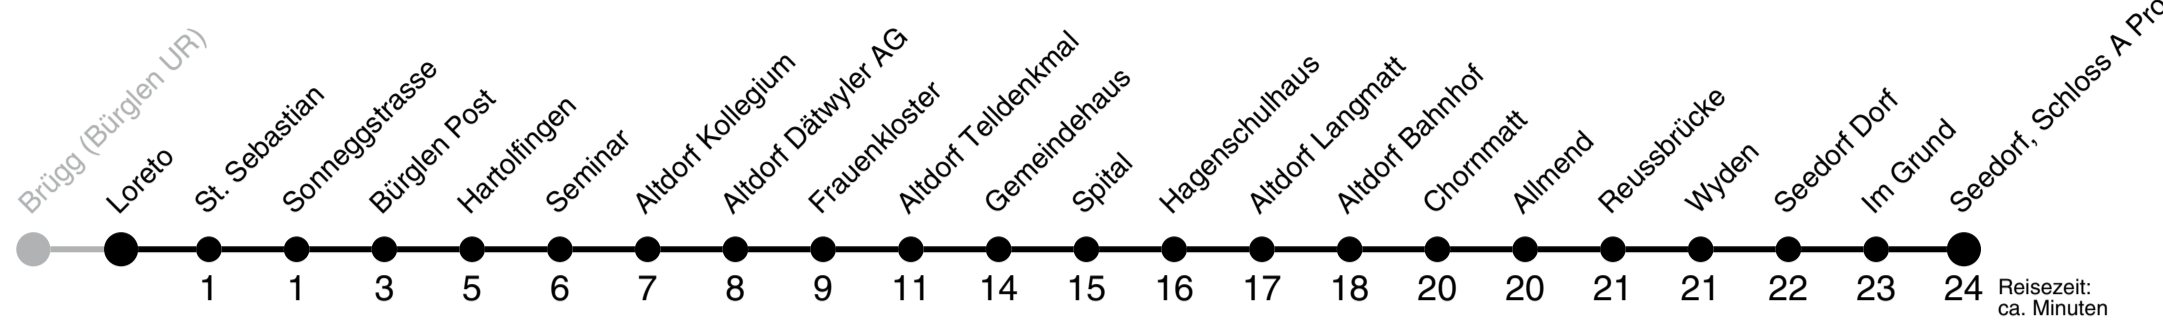 Brügg (Bürglen UR)
Loreto
St. Sebastian
Sonneggstrasse
Bürglen Post
Hartolfingen
Seminar
Altdorf Kollegium
Altdorf Dätwyler AG
Frauenkloster
Altdorf Telldenkmal
Gemeindehaus
Spital
Hagenschulhaus
Altdorf Langmatt
Altdorf Bahnhof
Chornmatt
Allmend
Reussbrücke
Wyden
Seedorf Dorf
Im Grund
Seedorf, Schloss A Pro
1 1 3 5 6 7 8 9 11 14 15 16 17 18 20 20 21 21 22 23 24
Reisezeit:
ca. Minuten